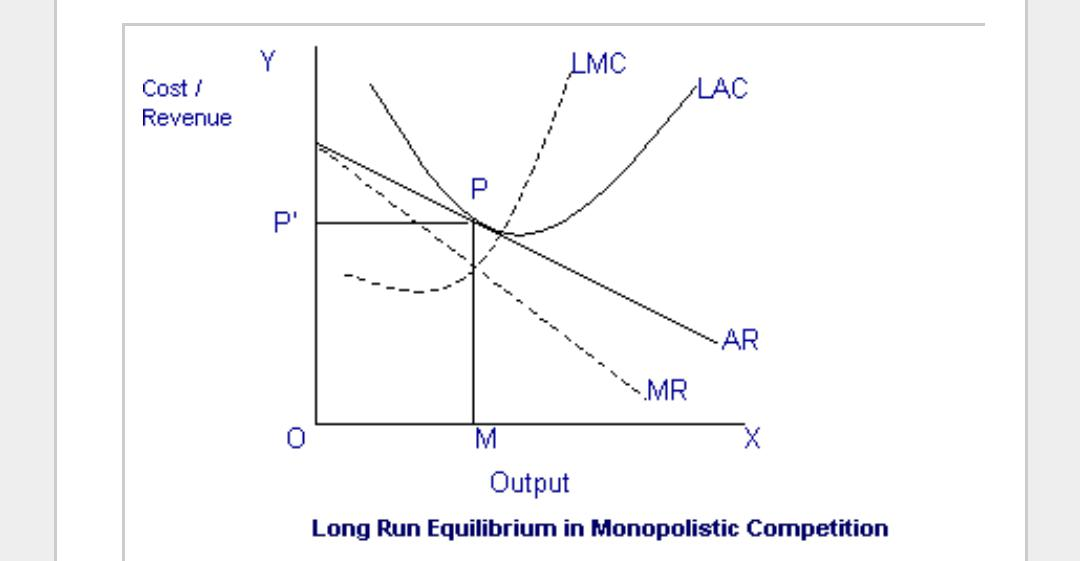 Y
LMC
Cost /
Revenue
LAC
P
P'
AR
MR
O
M
X
Output
Long Run Equilibrium in Monopolistic Competition